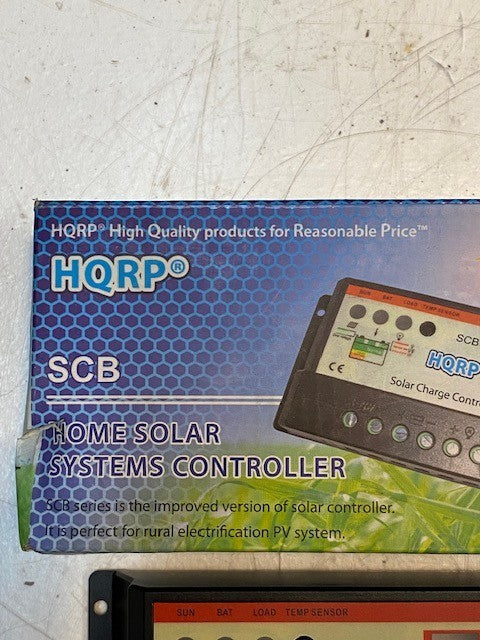 HQRP® High Quality products for Reasonable Price™
HQRP®
SUN BAT LOAD TEMP SENSOR
SCB
HQRP
Solar Charge Contr
CE
SCB
HOME SOLAR
SYSTEMS CONTROLLER
SCB series is the improved version of solar controller.
It is perfect for rural electrification PV system.
SUN BAT LOAD TEMP SENSOR